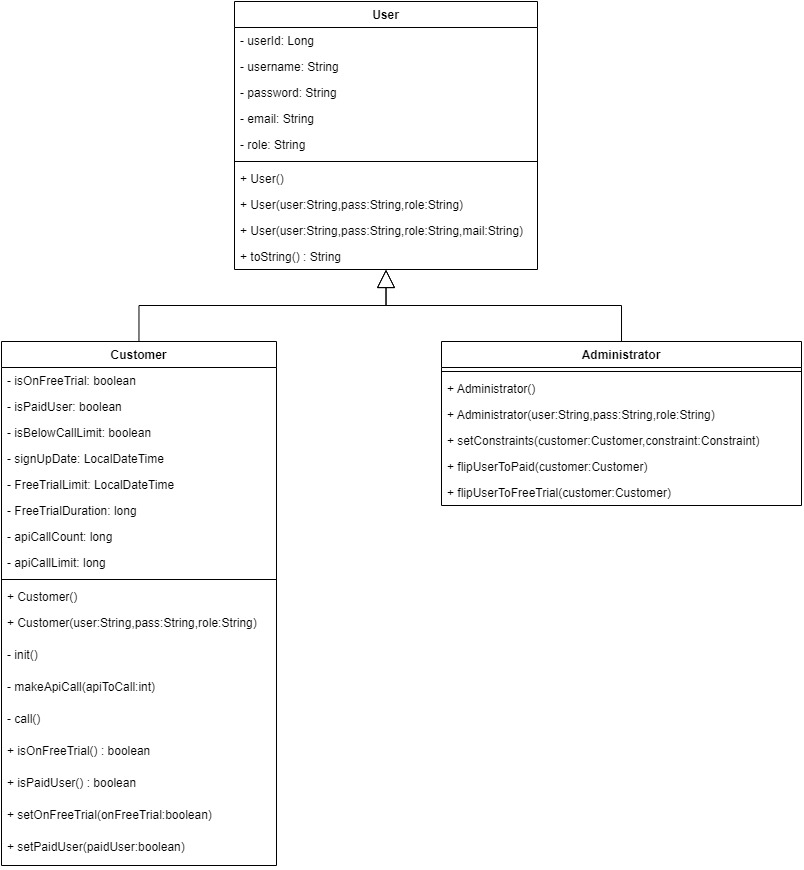 User
- userId: Long
- username: String
- password: String
- email: String
- role: String
+ User()
+ User(user:String,pass:String,role:String)
+ User(user:String,pass:String,role:String,mail:String)
+ toString() : String
Customer
- isOnFreeTrial: boolean
- isPaidUser: boolean
- isBelowCallLimit: boolean
- signUpDate: LocalDateTime
- FreeTrialLimit: LocalDateTime
- FreeTrialDuration: long
- apiCallCount: long
- apiCallLimit: long
+ Customer()
+ Customer(user:String,pass:String,role:String)
- init()
- makeApiCall(apiToCall:int)
- call()
+ isOnFreeTrial() : boolean
+ isPaidUser() : boolean
+ setOnFreeTrial(onFreeTrial:boolean)
+ setPaidUser(paidUser:boolean)
Administrator
+ Administrator()
+ Administrator(user:String,pass:String,role:String)
+ setConstraints(customer:Customer,constraint:Constraint)
+ flipUserToPaid(customer:Customer)
+ flipUserToFreeTrial(customer:Customer)